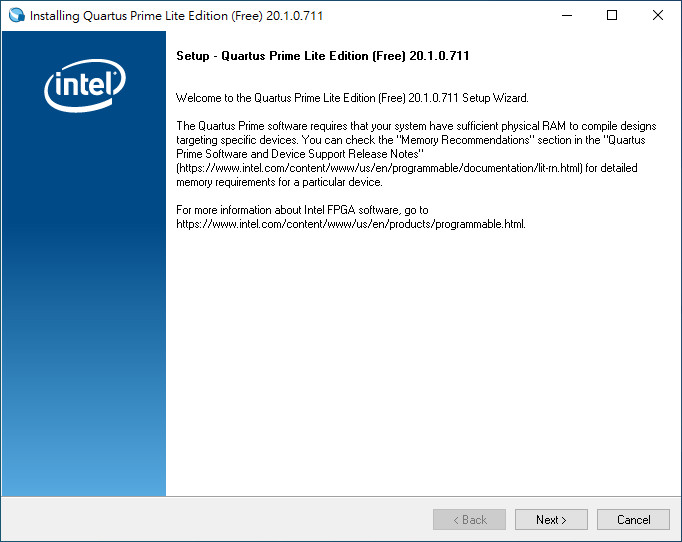 Installing Quartus Prime Lite Edition (Free) 20.1.0.711
intel
Setup - Quartus Prime Lite Edition (Free) 20.1.0.711
Welcome to the Quartus Prime Lite Edition (Free) 20.1.0.711 Setup Wizard.
The Quartus Prime software requires that your system have sufficient physical RAM to compile designs
targeting specific devices. You can check the "Memory Recommendations" section in the "Quartus
Prime Software and Device Support Release Notes"
(https://www.intel.com/content/www/us/en/programmable/documentation/lit-rn.html) for detailed
memory requirements for a particular device.
For more information about Intel FPGA software, go to
https://www.intel.com/content/www/us/en/products/programmable.html.
< Back
Next >
Cancel